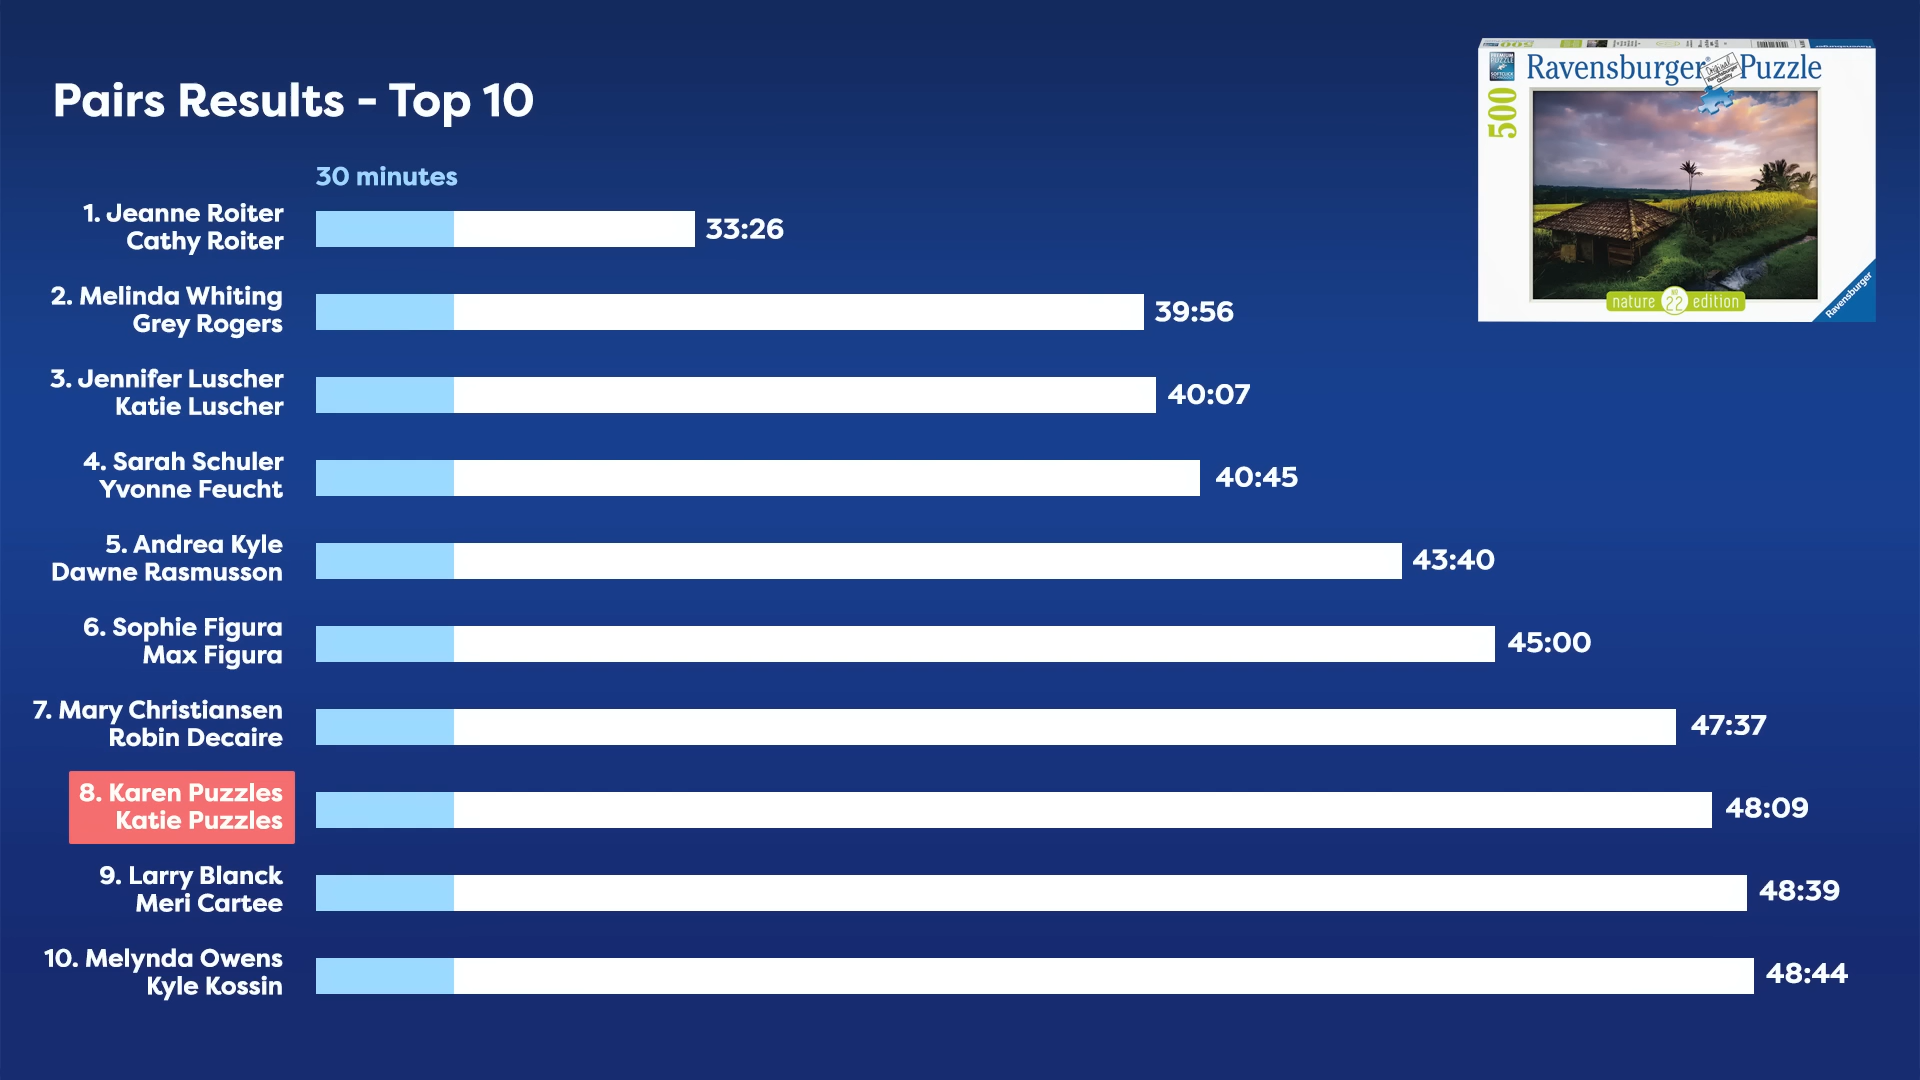 Pairs Results - Top 10
30 minutes
1. Jeanne Roiter
Cathy Roiter
33:26
2. Melinda Whiting
Grey Rogers
39:56
3. Jennifer Luscher
Katie Luscher
40:07
4. Sarah Schuler
Yvonne Feucht
40:45
5. Andrea Kyle
Dawne Rasmusson
43:40
6. Sophie Figura
Max Figura
45:00
7. Mary Christiansen
Robin Decaire
47:37
8. Karen Puzzles
Katie Puzzles
48:09
9. Larry Blanck
Meri Cartee
48:39
10. Melynda Owens
Kyle Kossin
48:44
Ravensburger Puzzle
500
nature 22 edition
Ravensburger